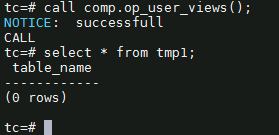 tc=# call comp.op_user_views();
NOTICE:  successfull
CALL
tc=# select * from tmp1;
 table_name
------------
(0 rows)
tc=#